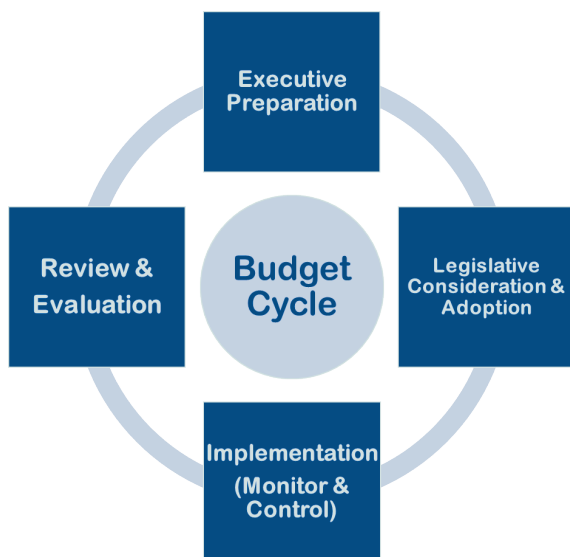 Executive
Preparation
Review &
Evaluation
Budget
Cycle
Legislative
Consideration &
Adoption
Implementation
(Monitor &
Control)